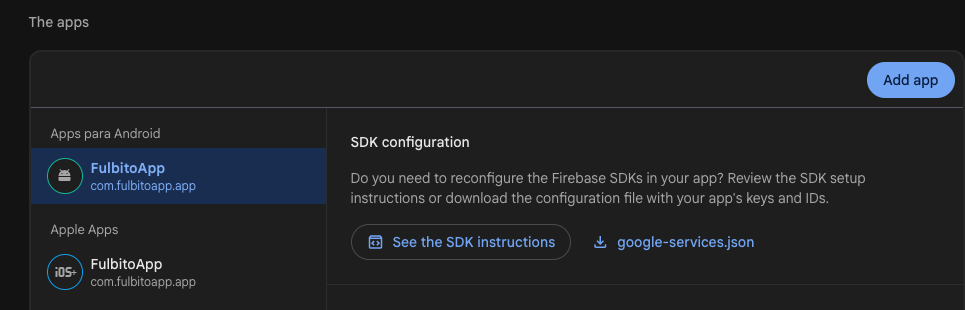 The apps
Add app
Apps para Android
FulbitoApp
com.fulbitoapp.app
Apple Apps
iOS+
FulbitoApp
com.fulbitoapp.app
SDK configuration
Do you need to reconfigure the Firebase SDKs in your app? Review the SDK setup
instructions or download the configuration file with your app's keys and IDs.
See the SDK instructions
google-services.json